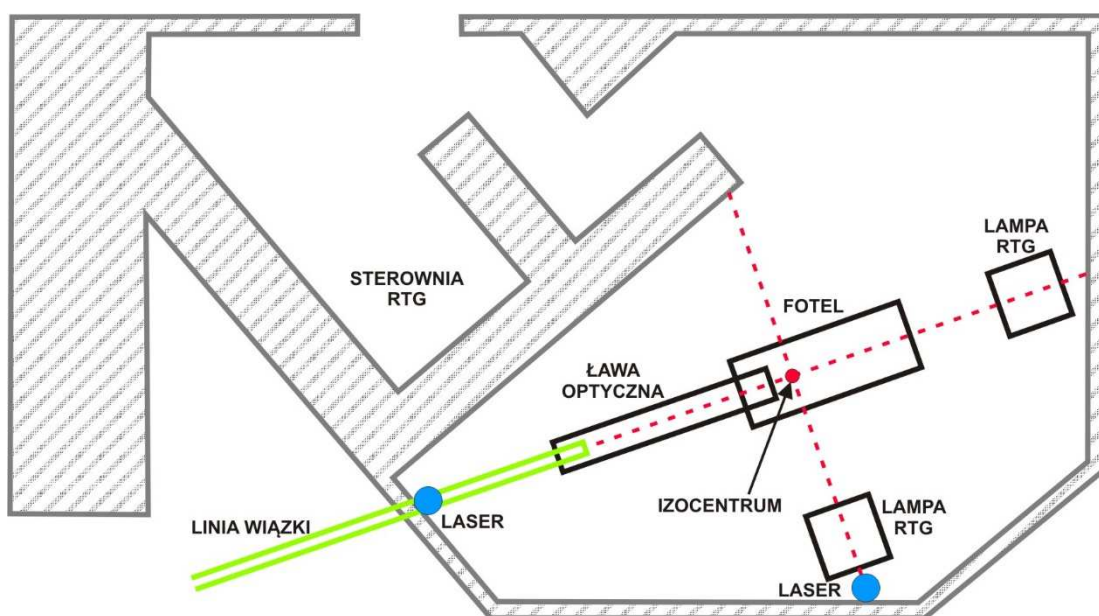 LAMPA
RTG
STEROWNIA
RTG
FOTEL
ŁAWA
OPTYCZNA
IZOCENTRUM
LAMPA
RTG
LINIA WIĄZKI
LASER
LASER